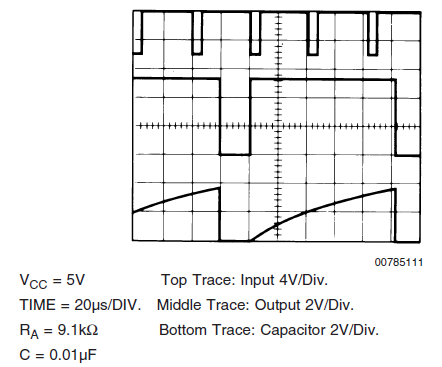 00785111
VCC = 5V Top Trace: Input 4V/Div.
TIME = 20µs/DIV. Middle Trace: Output 2V/Div.
RA = 9.1kΩ Bottom Trace: Capacitor 2V/Div.
C = 0.01µF